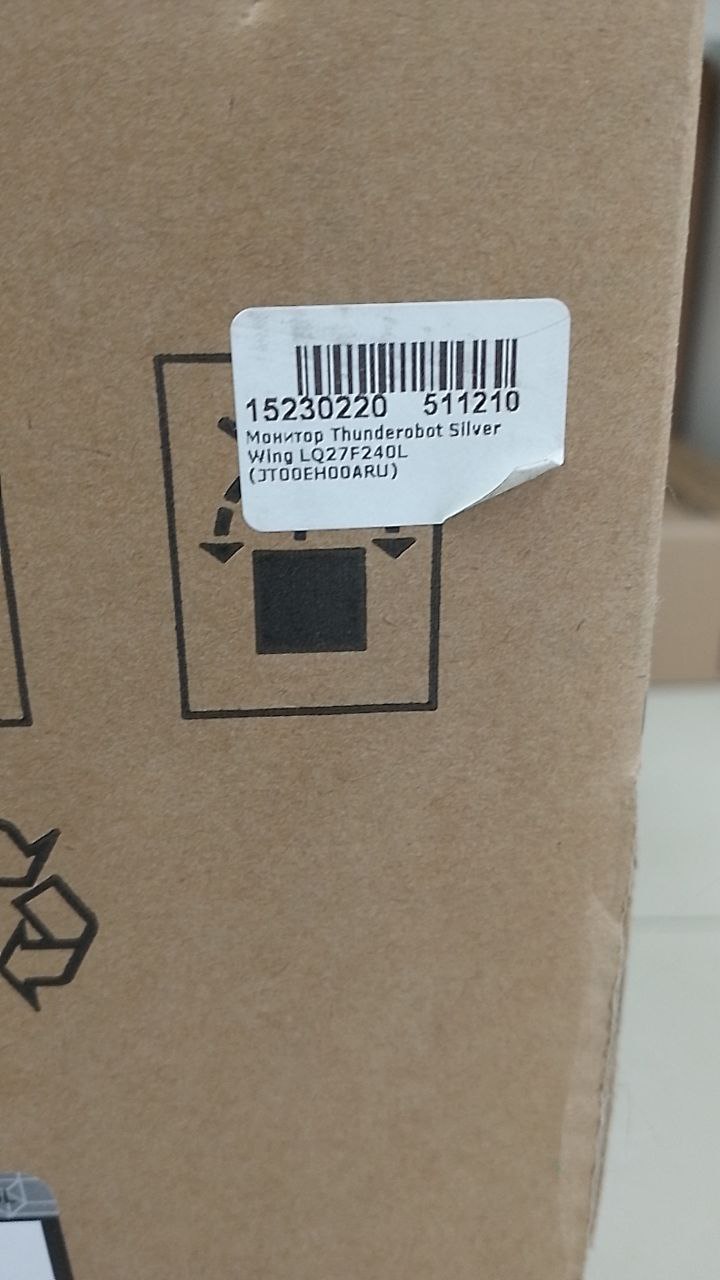 15230220 511210
Монитор Thunderobot Silver
Wing LQ27F240L
(JT00EH00ARU)